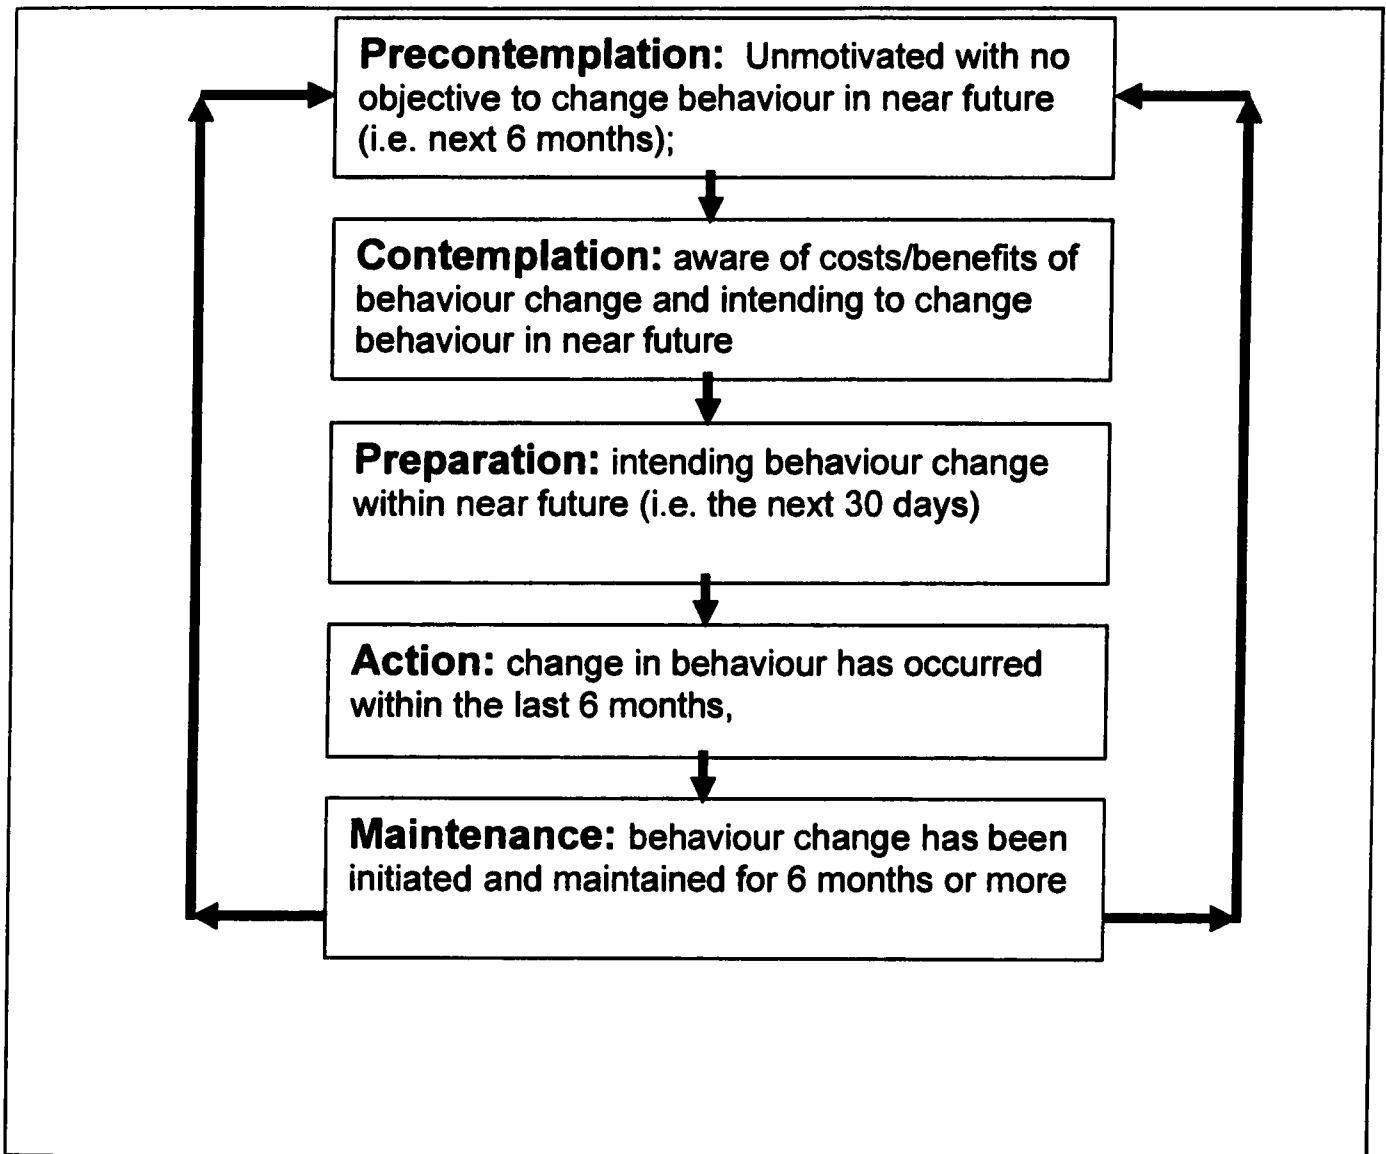 Precontemplation: Unmotivated with no
objective to change behaviour in near future
(i.e. next 6 months);
Contemplation: aware of costs/benefits of
behaviour change and intending to change
behaviour in near future
Preparation: intending behaviour change
within near future (i.e. the next 30 days)
Action: change in behaviour has occurred
within the last 6 months,
Maintenance: behaviour change has been
initiated and maintained for 6 months or more